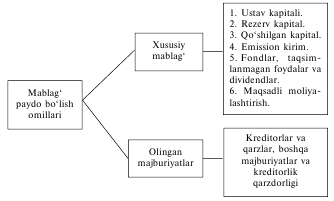 Mablag‘
paydo bo‘lish
omillari
Xususiy
mablag‘
1. Ustav kapitali.
2. Rezerv kapital.
3. Qo‘shilgan kapital.
4. Emission kirim.
5. Fondlar, taqsim-
lanmagan foydalar va
dividendlar.
6. Maqsadli moliya-
lashtirish.
Olingan
majburiyatlar
Kreditorlar va
qarzlar, boshqa
majburiyatlar va
kreditorlik
qarzdorligi